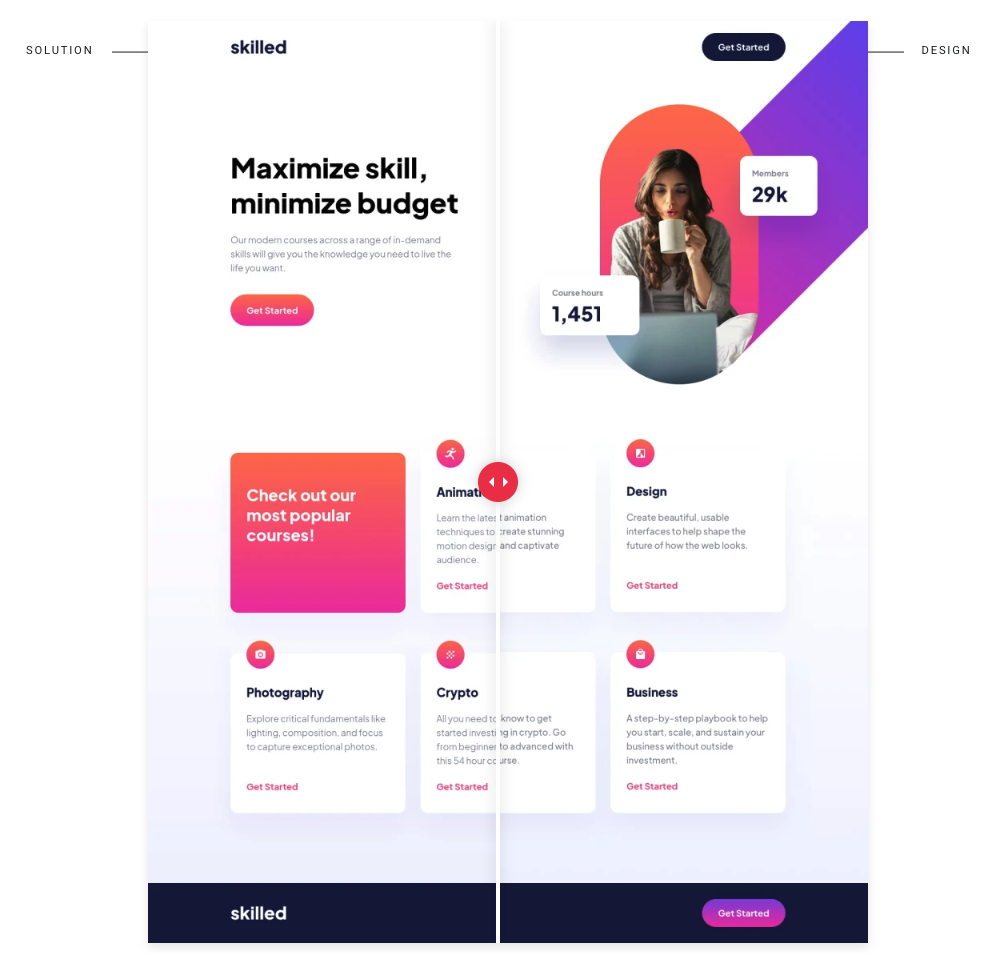 SOLUTION
DESIGN
skilled
Get Started
Maximize skill,
minimize budget
Our modern courses across a range of in-demand
skills will give you the knowledge you need to live the
life you want.
Get Started
Members
29k
Course hours
1,451
Check out our
most popular
courses!
Animati
Learn the latest animation
techniques to create stunning
motion design and captivate
audience.
Get Started
Design
Create beautiful, usable
interfaces to help shape the
future of how the web looks.
Get Started
Photography
Explore critical fundamentals like
lighting, composition, and focus
to capture exceptional photos.
Get Started
Crypto
All you need to know to get
started investing in crypto. Go
from beginner to advanced with
this 54 hour course.
Get Started
Business
A step-by-step playbook to help
you start, scale, and sustain your
business without outside
investment.
Get Started
skilled
Get Started